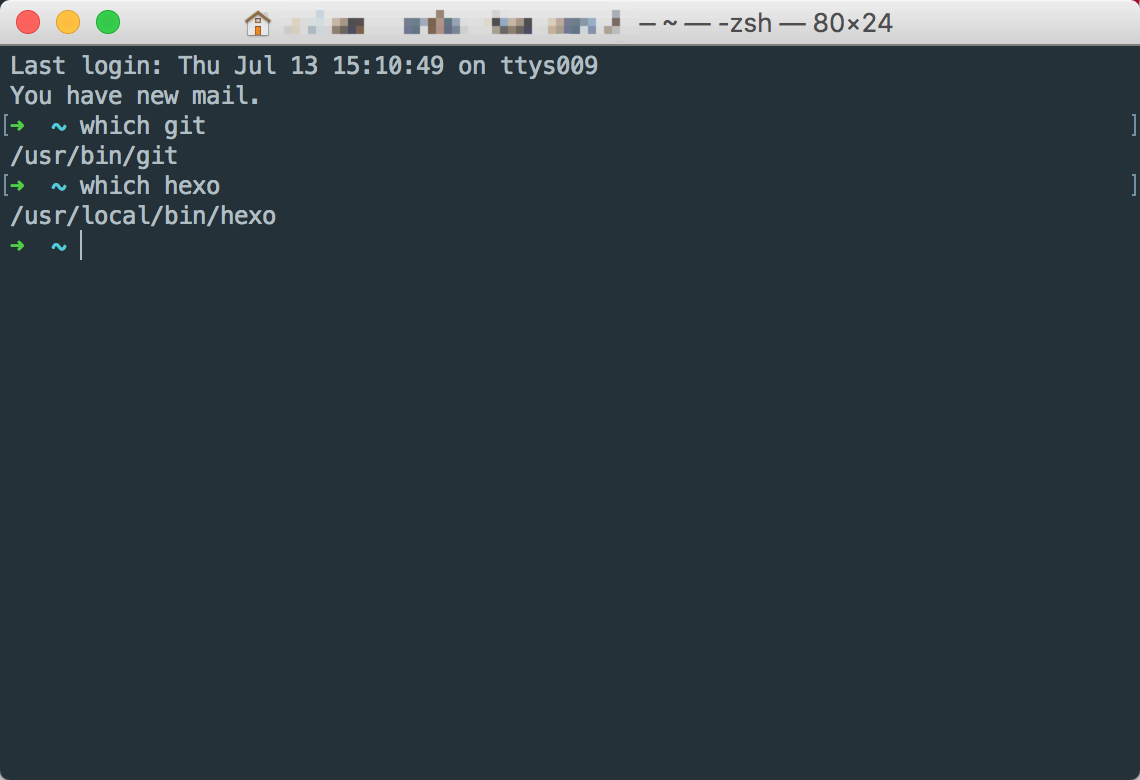 — ~ — -zsh — 80×24
Last login: Thu Jul 13 15:10:49 on ttys009
You have new mail.
[➜  ~ which git ]
/usr/bin/git
[➜  ~ which hexo ]
/usr/local/bin/hexo
➜  ~